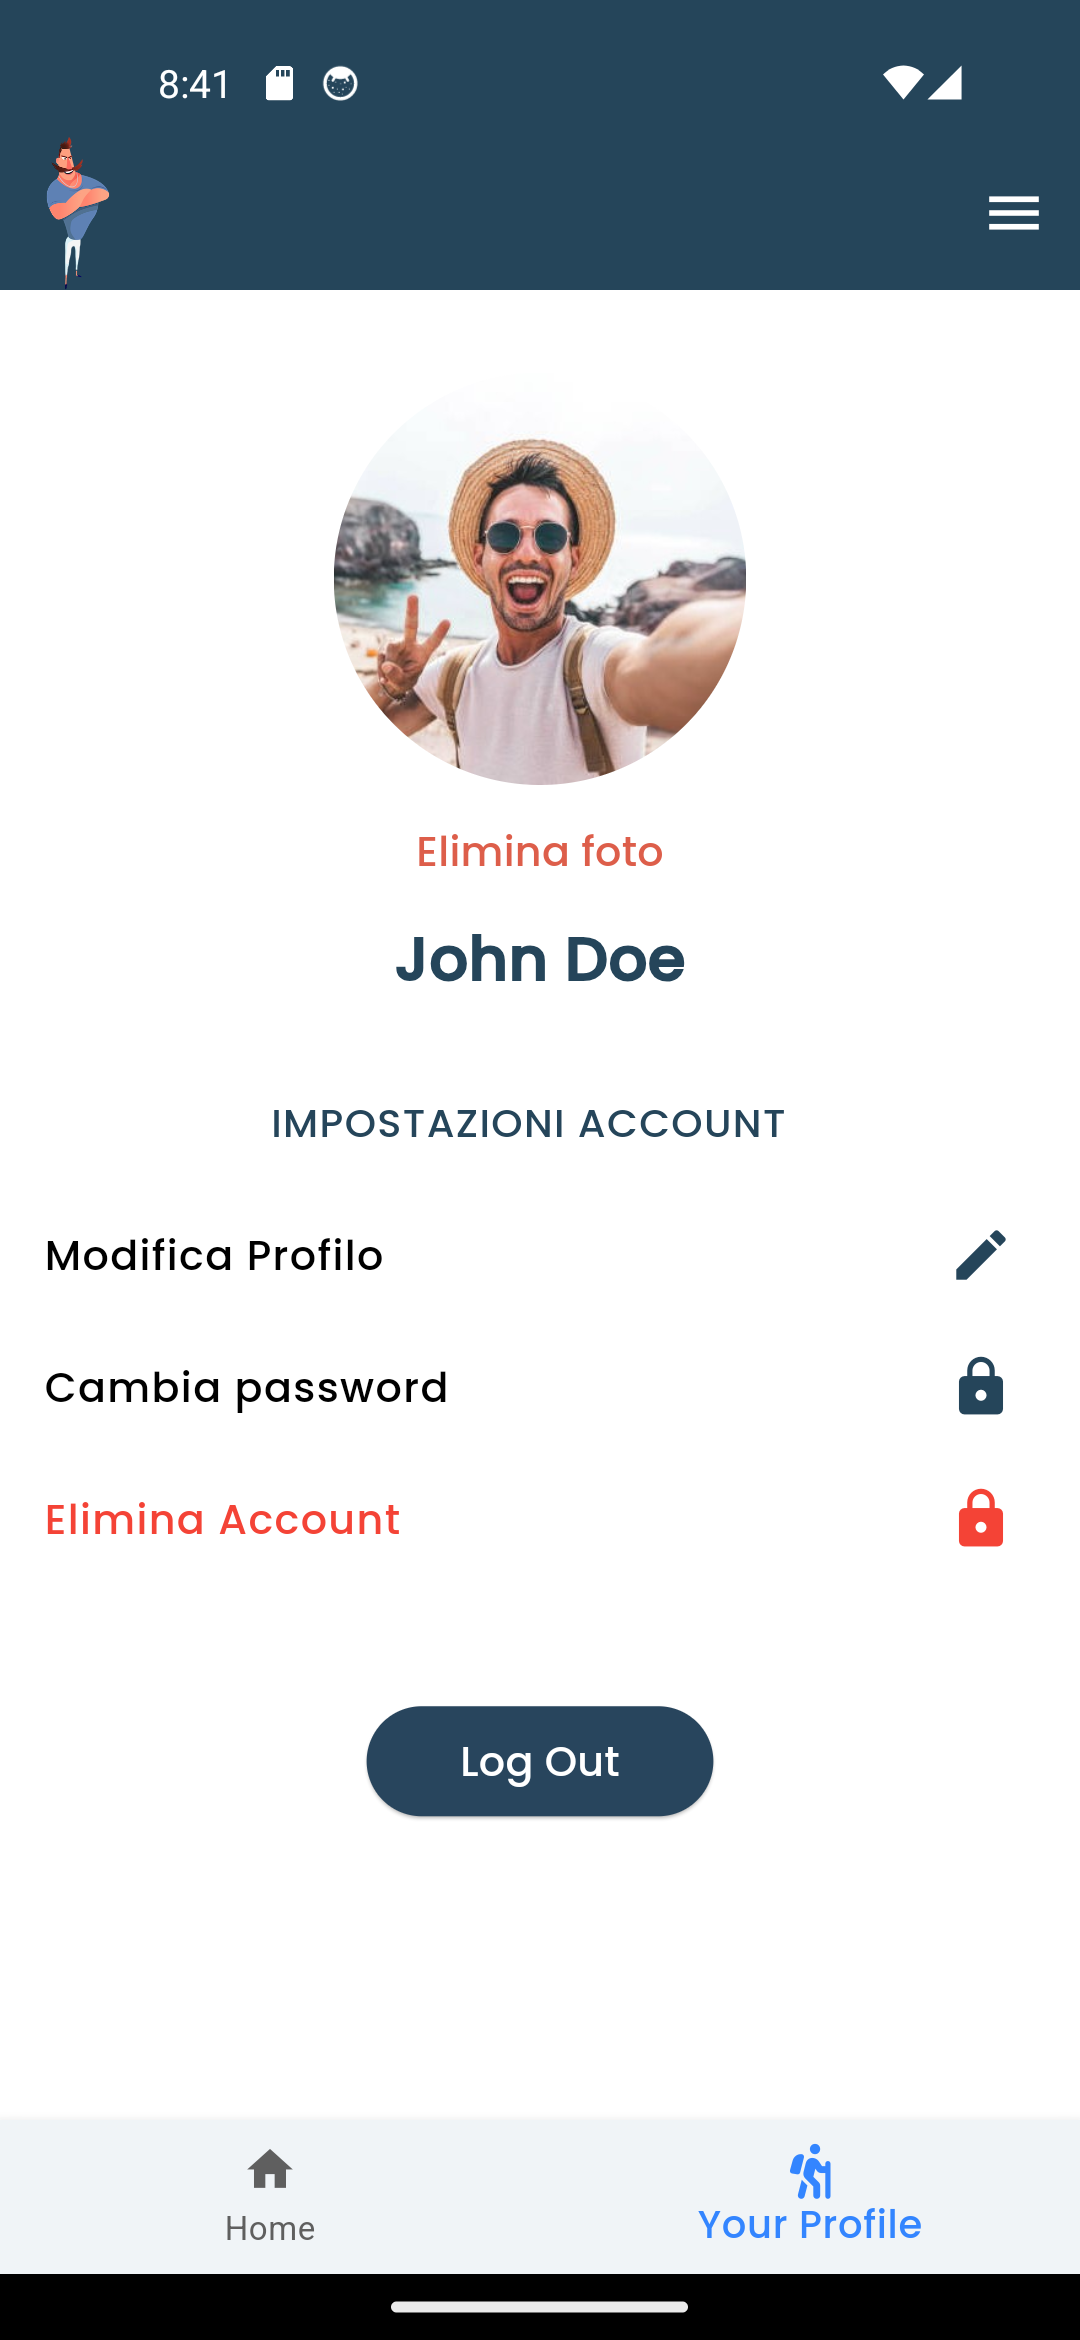 8:41
Elimina foto
John Doe
IMPOSTAZIONI ACCOUNT
Modifica Profilo
Cambia password
Elimina Account
Log Out
Home
Your Profile